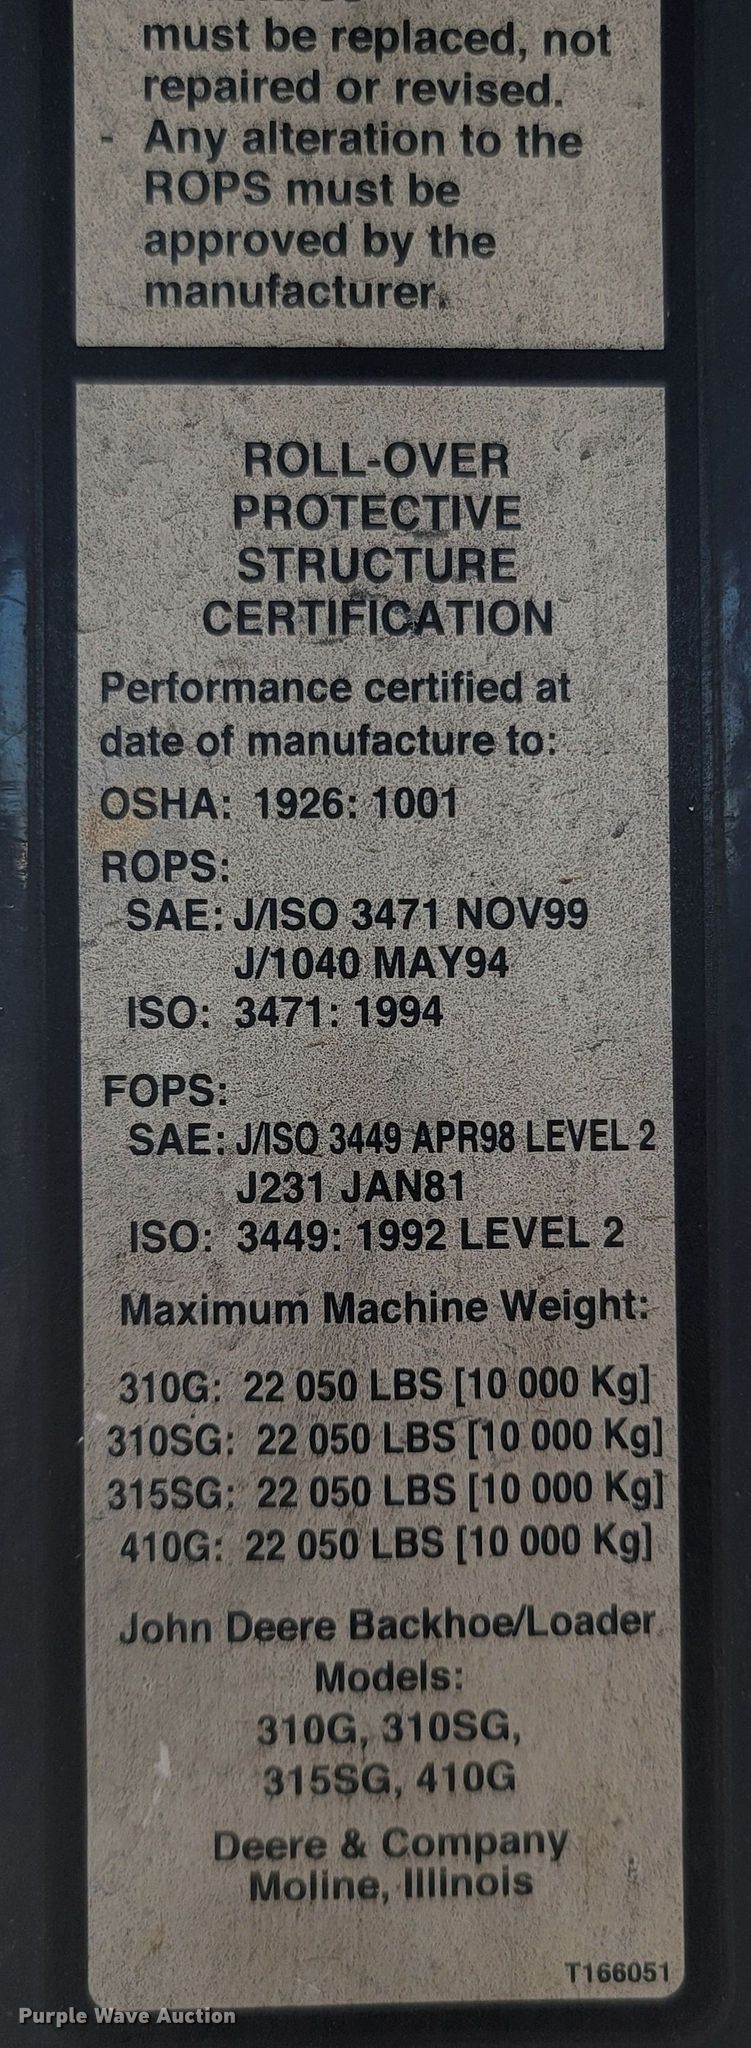 must be replaced, not
repaired or revised.
- Any alteration to the
ROPS must be
approved by the
manufacturer.
ROLL-OVER
PROTECTIVE
STRUCTURE
CERTIFICATION
Performance certified at
date of manufacture to:
OSHA: 1926: 1001
ROPS:
SAE: J/ISO 3471 NOV99
J/1040 MAY94
ISO: 3471: 1994
FOPS:
SAE: J/ISO 3449 APR98 LEVEL 2
J231 JAN81
ISO: 3449: 1992 LEVEL 2
Maximum Machine Weight:
310G: 22 050 LBS [10 000 Kg]
310SG: 22 050 LBS [10 000 Kg]
315SG: 22 050 LBS [10 000 Kg]
410G: 22 050 LBS [10 000 Kg]
John Deere Backhoe/Loader
Models:
310G, 310SG,
315SG, 410G
Deere & Company
Moline, Illinois
T166051
Purple Wave Auction